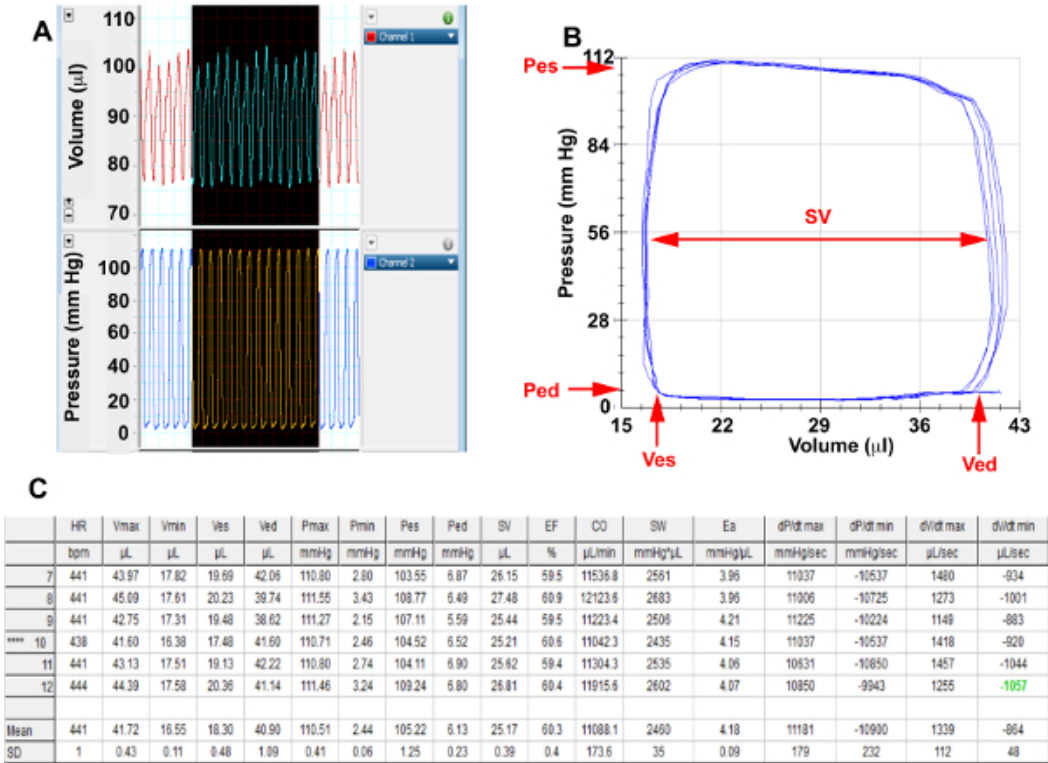 A
Volume (µl)
110
100
90
80
70
Channel 1
Pressure (mm Hg)
100
80
60
40
20
0
Channel 2
B
Pes
Ped
Pressure (mm Hg)
112
84
56
28
0
SV
15 22 29 36 43
Volume (µl)
Ves
Ved
C
HR Vmax Vmin Ves Ved Pmax Pmin Pes Ped SV EF CO SW Ea dP/dt max dP/dt min dV/dt max dV/dt min
bpm µL µL µL µL mmHg mmHg mmHg mmHg µL % µL/min mmHg*µL mmHg/µL mmHg/sec mmHg/sec µL/sec µL/sec
7 441 43.97 17.82 19.69 42.06 110.80 2.80 103.55 6.87 26.15 59.5 11536.8 2561 3.96 11037 -10537 1480 -934
8 441 45.09 17.61 20.23 39.74 111.55 3.43 108.77 6.49 27.48 60.9 12123.6 2683 3.96 11006 -10725 1273 -1001
9 441 42.75 17.31 19.48 38.62 111.27 2.15 107.11 5.59 25.44 59.5 11223.4 2506 4.21 11225 -10224 1149 -883
**** 10 438 41.60 16.38 17.48 41.60 110.71 2.46 104.52 6.52 25.21 60.6 11042.3 2435 4.15 11037 -10537 1418 -920
11 441 43.13 17.51 19.13 42.22 110.80 2.74 104.11 6.90 25.62 59.4 11304.3 2535 4.06 10631 -10850 1457 -1044
12 444 44.39 17.58 20.36 41.14 111.46 3.24 109.24 6.80 26.81 60.4 11915.6 2602 4.07 10850 -9943 1255 -1057
Mean 441 41.72 16.55 18.30 40.90 110.51 2.44 105.22 6.13 25.17 60.3 11088.1 2460 4.18 11181 -10900 1339 -864
SD 1 0.43 0.11 0.48 1.09 0.41 0.06 1.25 0.23 0.39 0.4 173.6 35 0.09 179 232 112 48